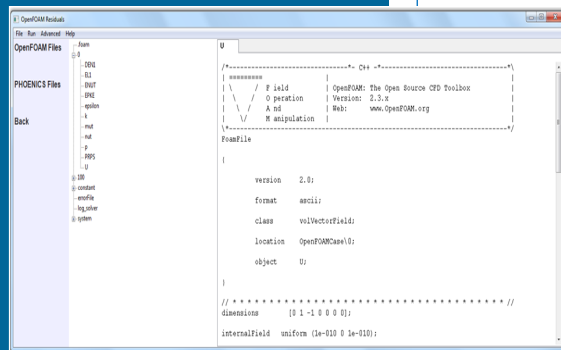 OpenFOAM Residuals
File Run Advanced Help
OpenFOAM Files
PHOENICS Files
Back
.foam
0
DEN1
EL1
ENUT
EPKE
epsilon
k
mut
nut
p
PRPS
U
100
constant
errorFile
log_solver
system
U
/*--------------------------------*- C++ -*----------------------------------*\
| ========= | |
| \ / F ield | OpenFOAM: The Open Source CFD Toolbox |
| \ / O peration | Version: 2.3.x |
| \ / A nd | Web: www.OpenFOAM.org |
| \/ M anipulation | |
\*---------------------------------------------------------------------------*/
FoamFile
{
version 2.0;
format ascii;
class volVectorField;
location OpenFOAMCase\0;
object U;
}
// * * * * * * * * * * * * * * * * * * * * * * * * * * * * * * * * * * * * * //
dimensions [0 1 -1 0 0 0 0];
internalField uniform (1e-010 0 1e-010);